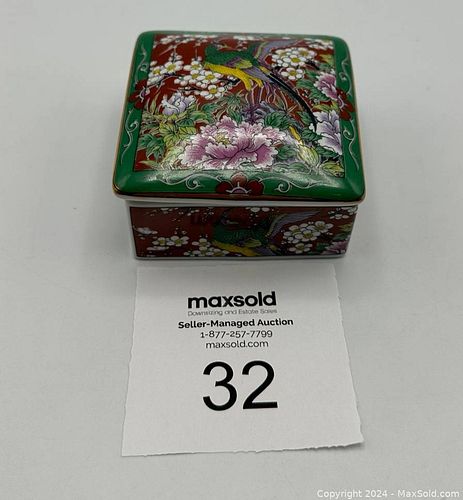 maxsold
Downsizing and Estate Sales
Seller-Managed Auction
1-877-257-7799
maxsold.com
32
Copyright 2024 - MaxSold.com